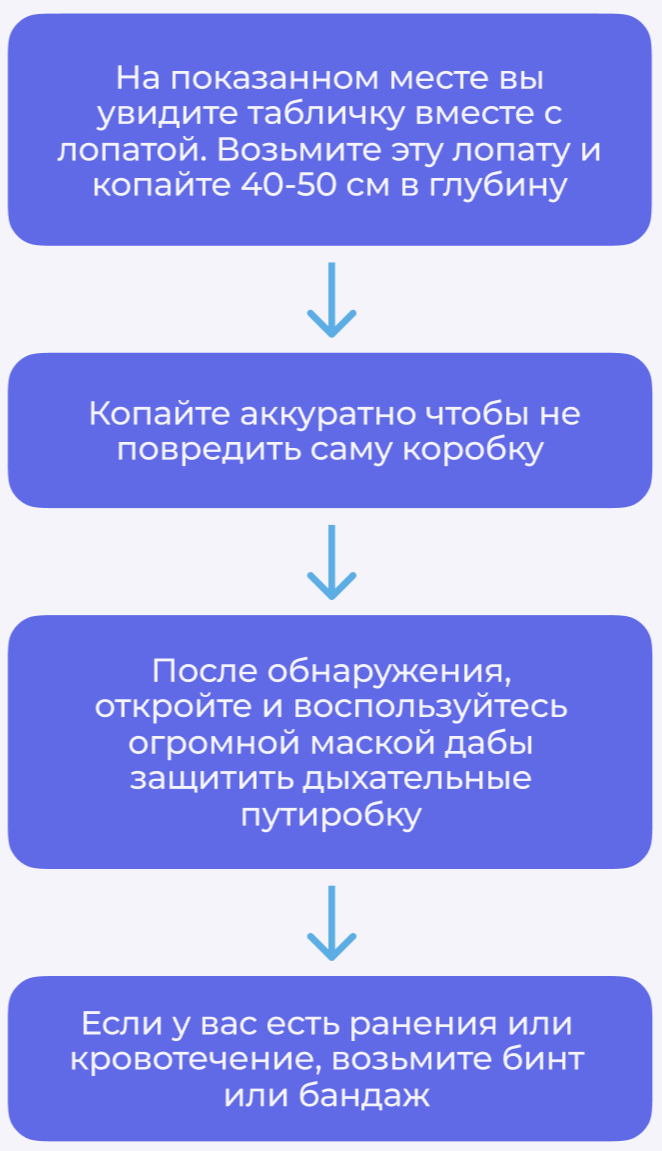 На показанном месте вы
увидите табличку вместе с
лопатой. Возьмите эту лопату и
копайте 40-50 см в глубину
Копайте аккуратно чтобы не
повредить саму коробку
После обнаружения,
откройте и воспользуйтесь
огромной маской дабы
защитить дыхательные
путиробку
Если у вас есть ранения или
кровотечение, возьмите бинт
или бандаж